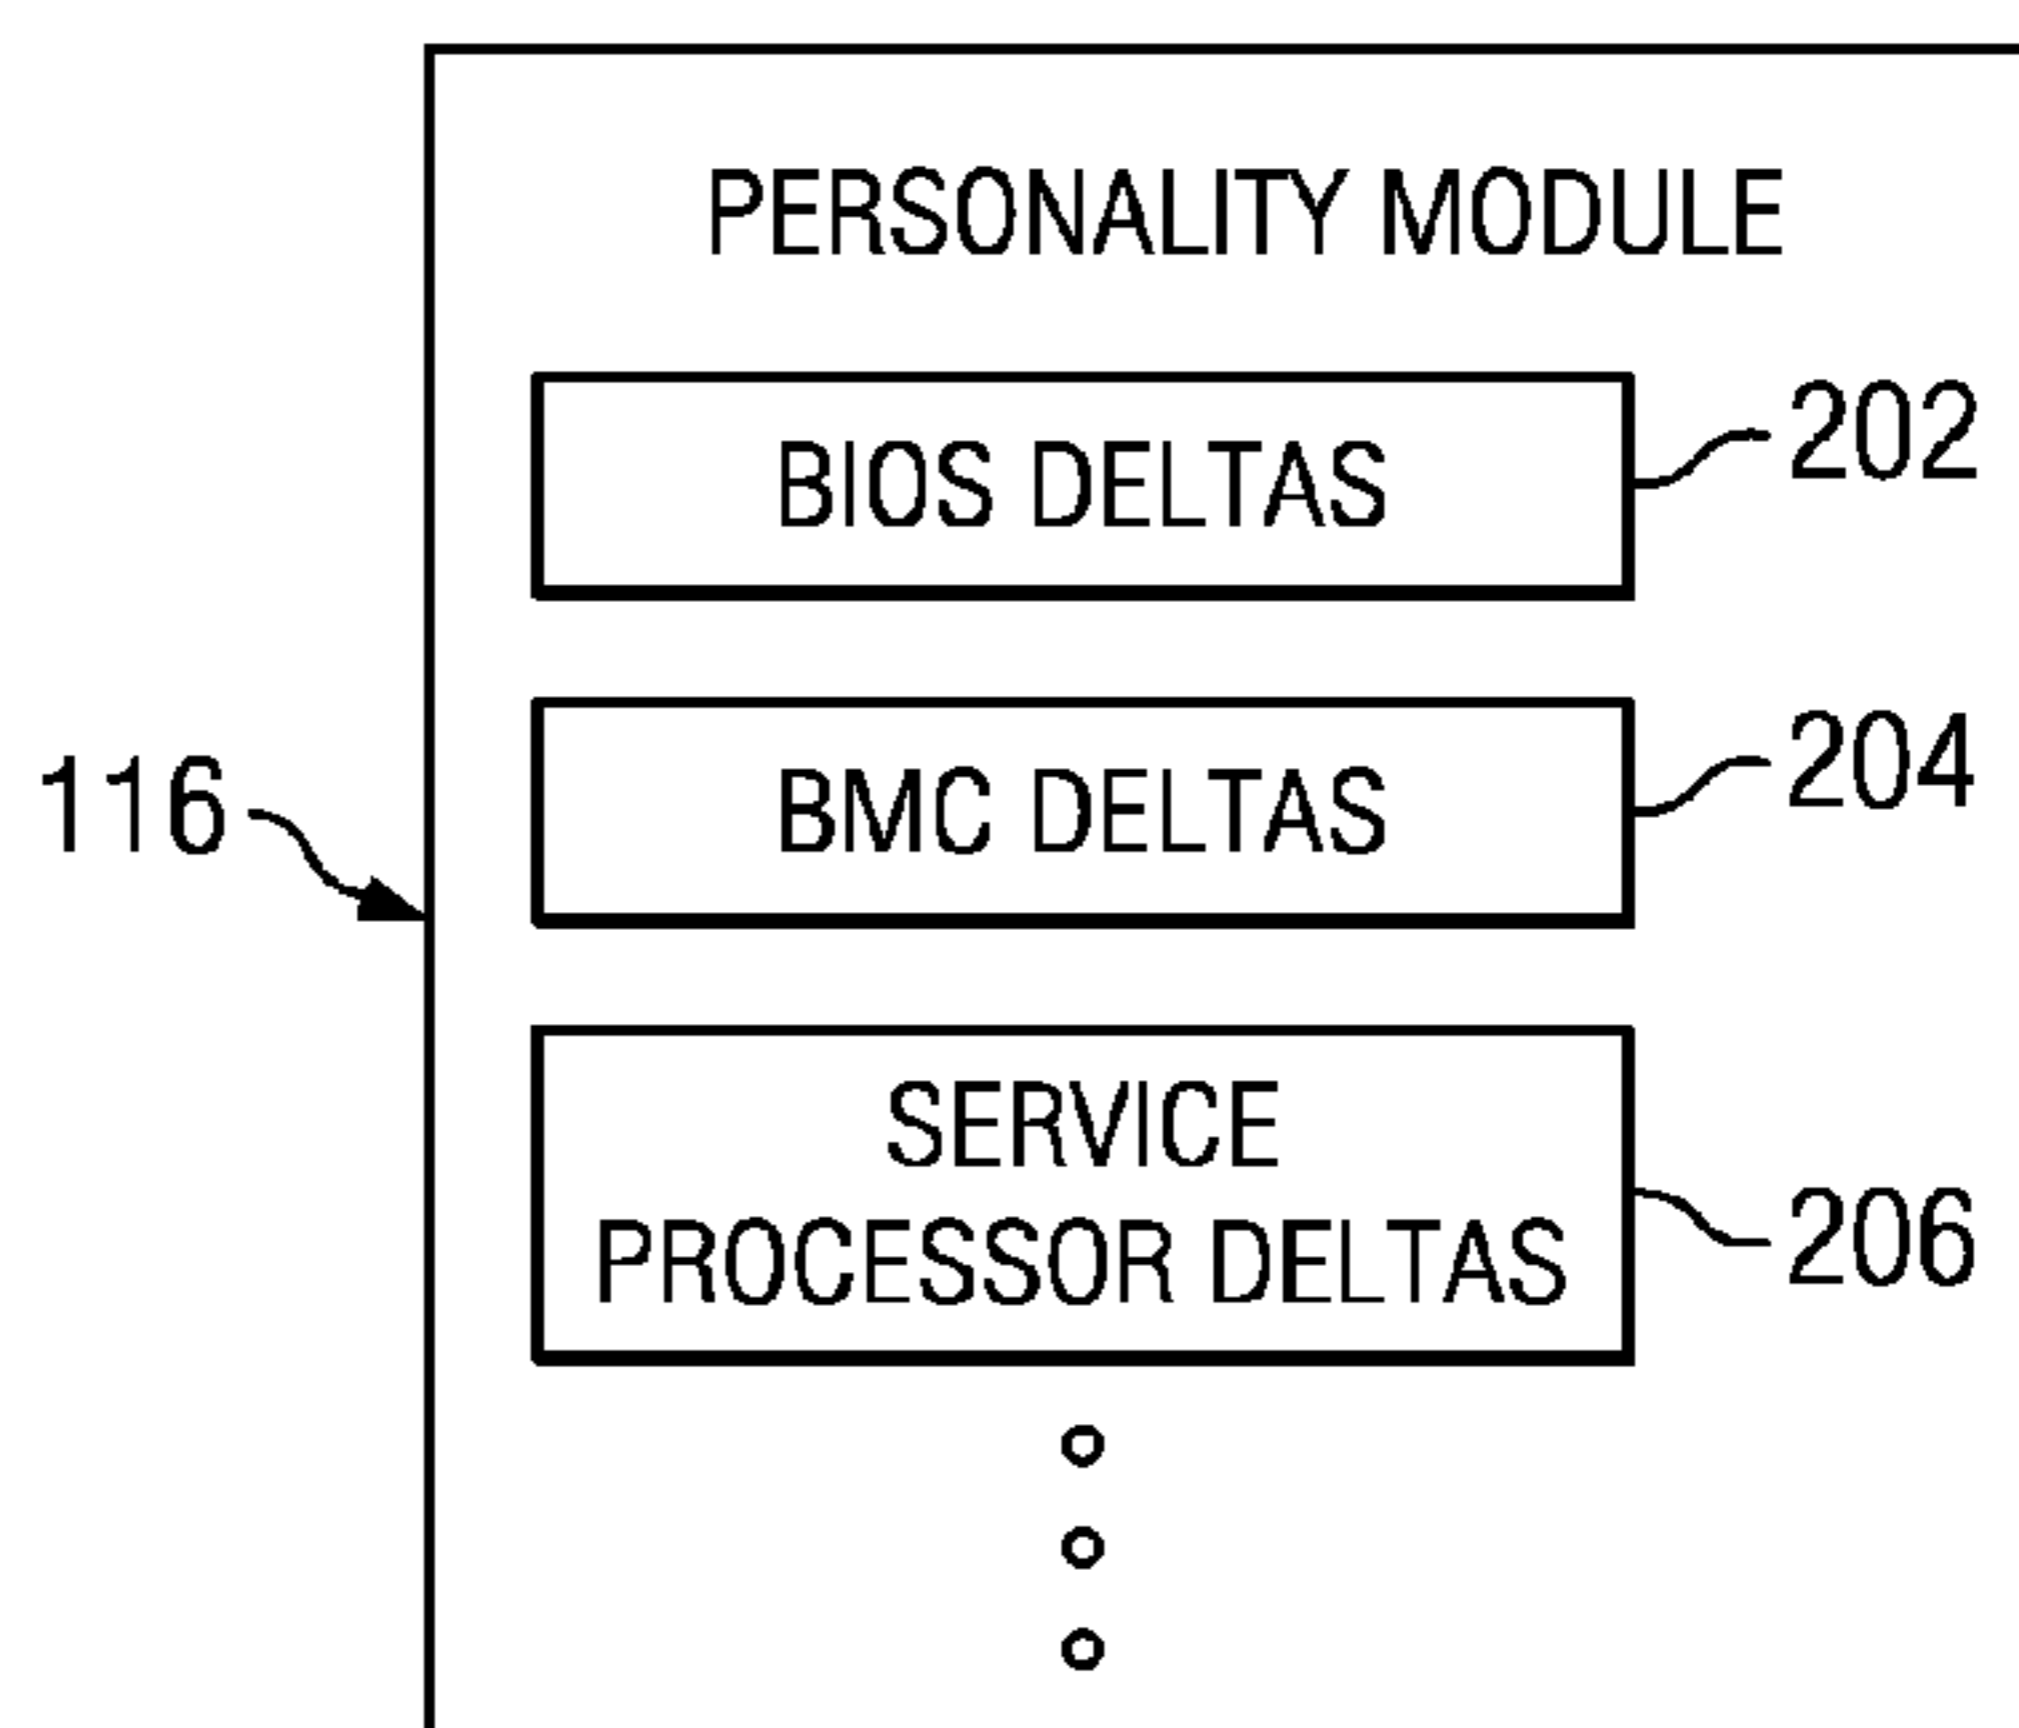 PERSONALITY MODULE
BIOS DELTAS
202
BMC DELTAS
204
116
SERVICE
PROCESSOR DELTAS
206